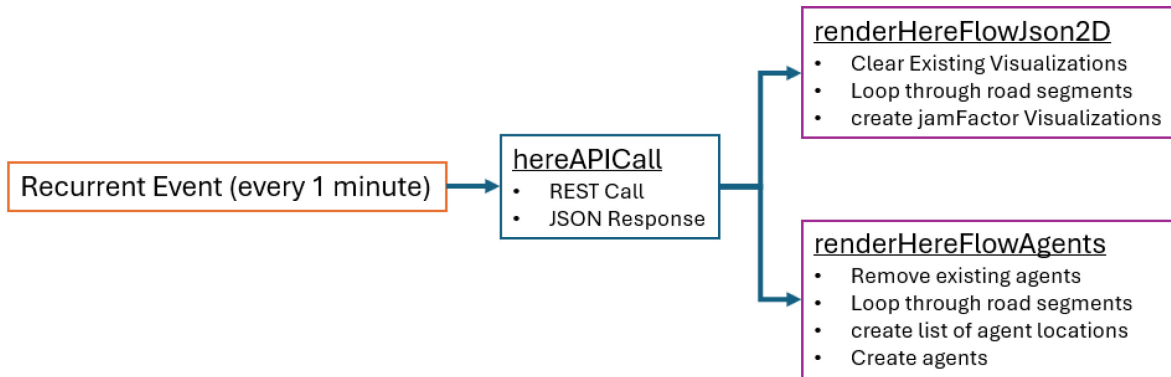 Recurrent Event (every 1 minute)
hereAPICall
• REST Call
• JSON Response
renderHereFlowJson2D
• Clear Existing Visualizations
• Loop through road segments
• create jamFactor Visualizations
renderHereFlowAgents
• Remove existing agents
• Loop through road segments
• create list of agent locations
• Create agents